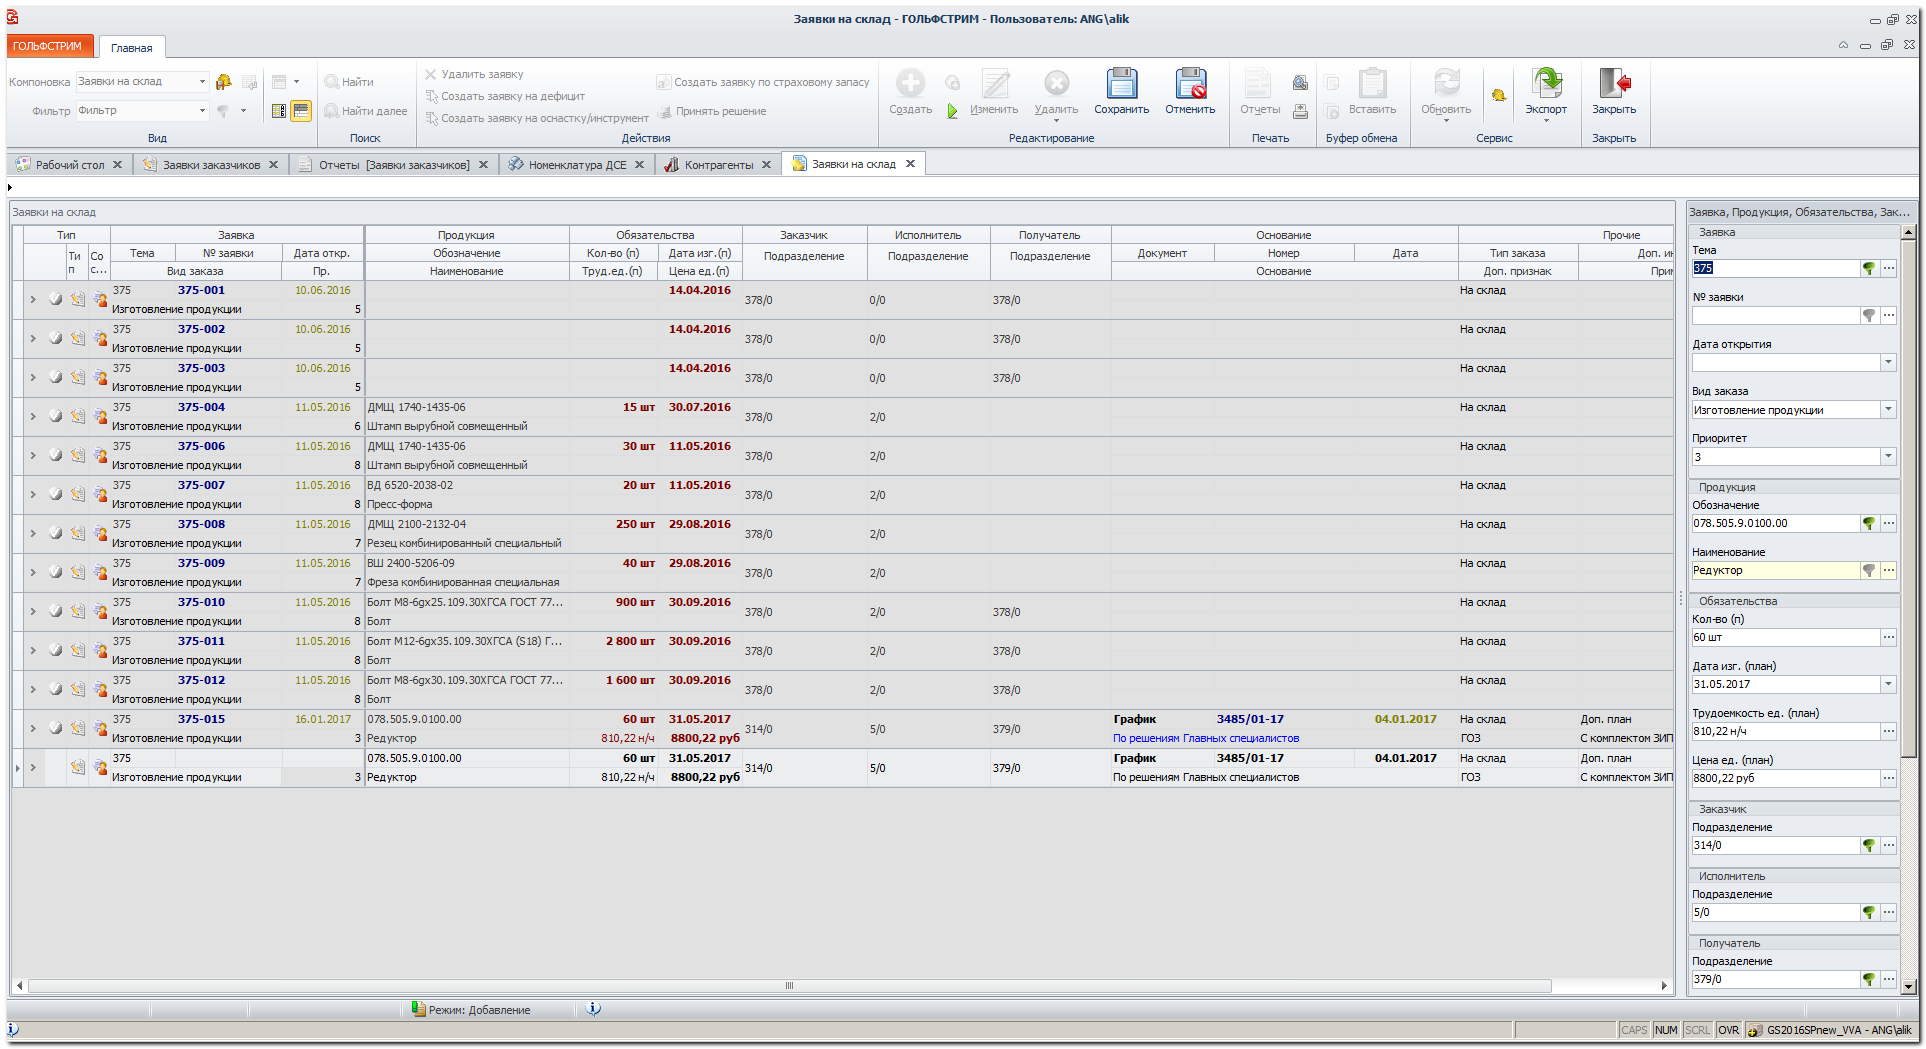 Заявки на склад - ГОЛЬФСТРИМ - Пользователь: ANG\alik
ГОЛЬФСТРИМ Главная
Компоновка Заявки на склад
Фильтр Фильтр
Вид
Найти
Найти далее
Поиск
Удалить заявку
Создать заявку на дефицит
Создать заявку на оснастку/инструмент
Создать заявку по страховому запасу
Принять решение
Действия
Создать Изменить Удалить Сохранить Отменить
Редактирование
Отчеты
Печать
Вставить
Буфер обмена
Обновить Экспорт
Сервис
Закрыть
Закрыть
Рабочий стол Заявки заказчиков Отчеты [Заявки заказчиков] Номенклатура ДСЕ Контрагенты Заявки на склад
Заявки на склад
Тип Заявка Продукция Обязательства Заказчик Исполнитель Получатель Основание Прочие
Ти п Со с... Тема № заявки Дата откр. Обозначение Кол-во (п) Дата изг.(п) Подразделение Подразделение Подразделение Документ Номер Дата Тип заказа Доп. ин
Вид заказа Пр. Наименование Труд.ед.(п) Цена ед.(п) Основание Доп. признак Прим
375 375-001 10.06.2016 14.04.2016 378/0 0/0 378/0 На склад
Изготовление продукции 5
375 375-002 10.06.2016 14.04.2016 378/0 0/0 378/0 На склад
Изготовление продукции 5
375 375-003 10.06.2016 14.04.2016 378/0 0/0 378/0 На склад
Изготовление продукции 5
375 375-004 11.05.2016 ДМЩ 1740-1435-06 15 шт 30.07.2016 378/0 2/0 На склад
Изготовление продукции 6 Штамп вырубной совмещенный
375 375-006 11.05.2016 ДМЩ 1740-1435-06 30 шт 11.05.2016 378/0 2/0 На склад
Изготовление продукции 8 Штамп вырубной совмещенный
375 375-007 11.05.2016 ВД 6520-2038-02 20 шт 11.05.2016 378/0 2/0 На склад
Изготовление продукции 8 Пресс-форма
375 375-008 11.05.2016 ДМЩ 2100-2132-04 250 шт 29.08.2016 378/0 2/0 На склад
Изготовление продукции 7 Резец комбинированный специальный
375 375-009 11.05.2016 ВШ 2400-5206-09 40 шт 29.08.2016 378/0 2/0 На склад
Изготовление продукции 7 Фреза комбинированная специальная
375 375-010 11.05.2016 Болт М8-6gx25.109.30ХГСА ГОСТ 77... 900 шт 30.09.2016 378/0 2/0 378/0 На склад
Изготовление продукции 8 Болт
375 375-011 11.05.2016 Болт М12-6gx35.109.30ХГСА (S18) Г... 2 800 шт 30.09.2016 378/0 2/0 378/0 На склад
Изготовление продукции 8 Болт
375 375-012 11.05.2016 Болт М8-6gx30.109.30ХГСА ГОСТ 77... 1 600 шт 30.09.2016 378/0 2/0 378/0 На склад
Изготовление продукции 8 Болт
375 375-015 16.01.2017 078.505.9.0100.00 60 шт 31.05.2017 314/0 5/0 379/0 График 3485/01-17 04.01.2017 На склад Доп. план
Изготовление продукции 3 Редуктор 810,22 н/ч 8800,22 руб По решениям Главных специалистов ГОЗ С комплектом ЗИП
375 078.505.9.0100.00 60 шт 31.05.2017 314/0 5/0 379/0 График 3485/01-17 04.01.2017 На склад Доп. план
Изготовление продукции 3 Редуктор 810,22 н/ч 8800,22 руб По решениям Главных специалистов ГОЗ С комплектом ЗИП
Заявка, Продукция, Обязательства, Зак...
Заявка
Тема
375
№ заявки
Дата открытия
Вид заказа
Изготовление продукции
Приоритет
3
Продукция
Обозначение
078.505.9.0100.00
Наименование
Редуктор
Обязательства
Кол-во (п)
60 шт
Дата изг. (план)
31.05.2017
Трудоемкость ед. (план)
810,22 н/ч
Цена ед. (план)
8800,22 руб
Заказчик
Подразделение
314/0
Исполнитель
Подразделение
5/0
Получатель
Подразделение
379/0
Режим: Добавление
CAPS NUM SCRL OVR GS2016SPnew_VVA - ANG\alik